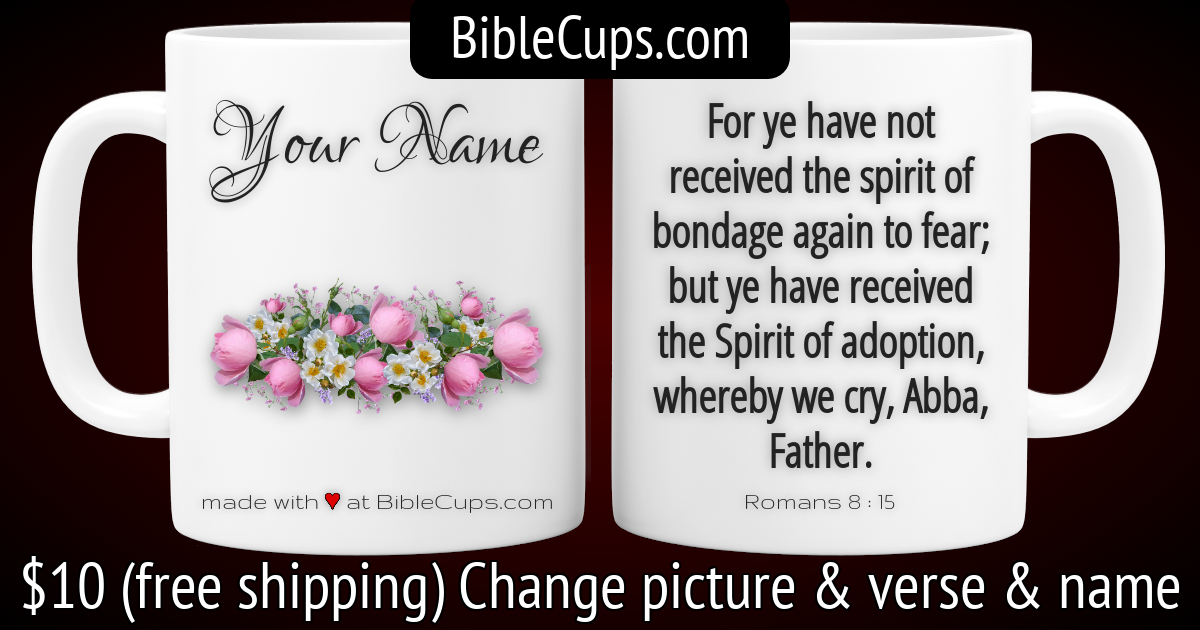 BibleCups.com
Your Name
made with ♥ at BibleCups.com
For ye have not
received the spirit of
bondage again to fear;
but ye have received
the Spirit of adoption,
whereby we cry, Abba,
Father.
Romans 8 : 15
$10 (free shipping) Change picture & verse & name